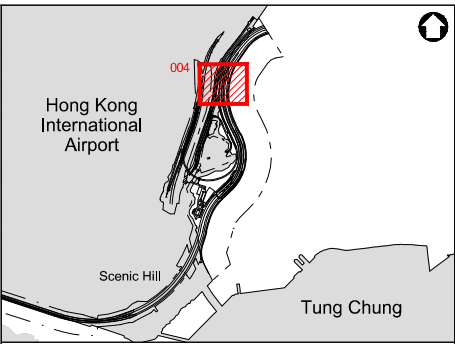 004
Hong Kong
International
Airport
Scenic Hill
Tung Chung